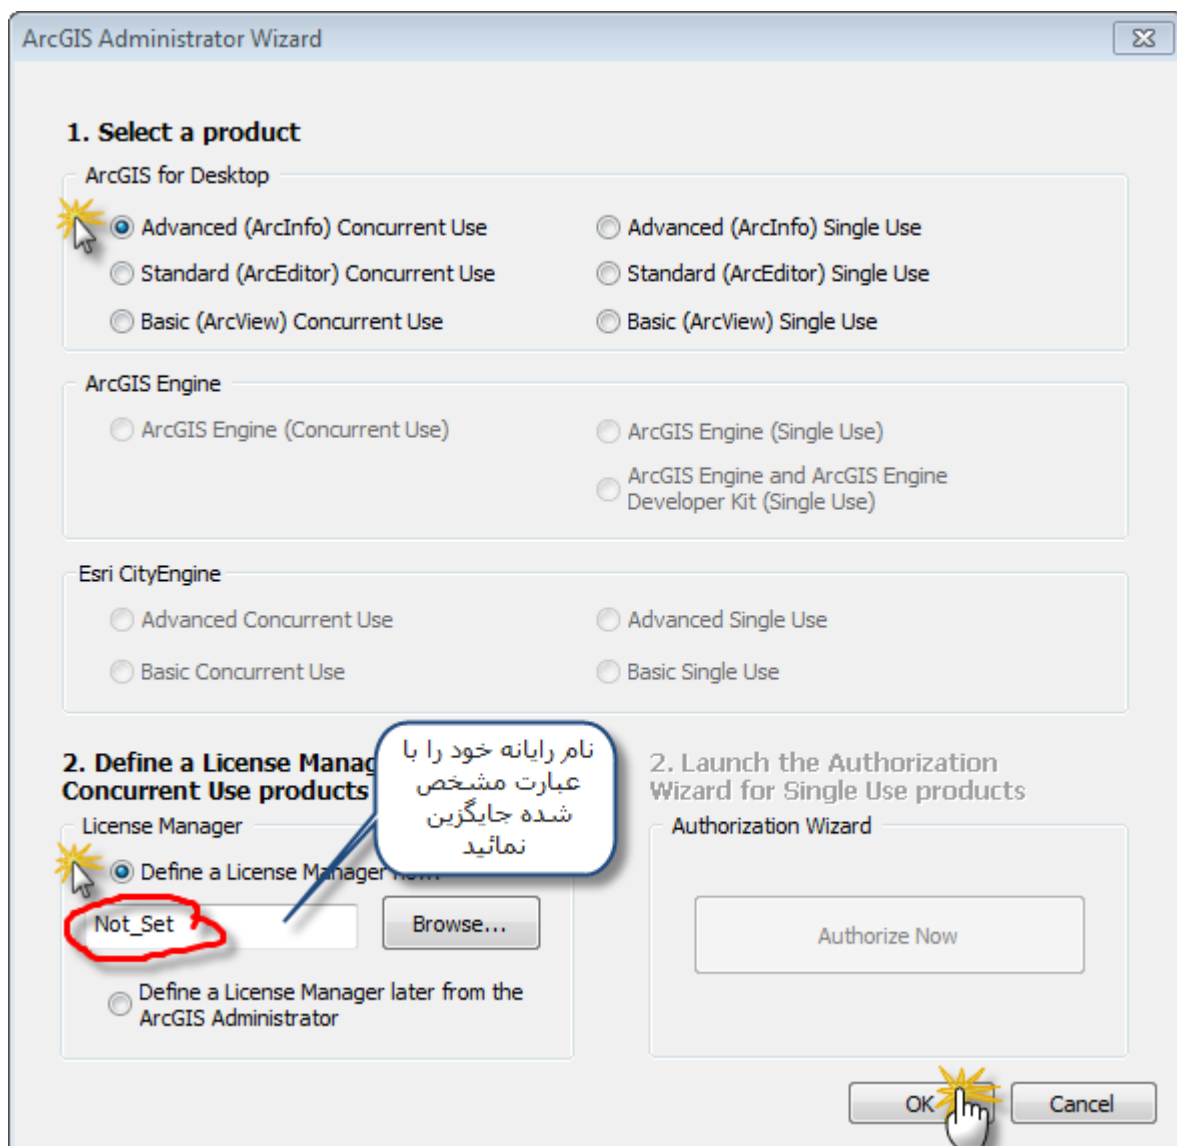 ArcGIS Administrator Wizard
1. Select a product
ArcGIS for Desktop
Advanced (ArcInfo) Concurrent Use
Advanced (ArcInfo) Single Use
Standard (ArcEditor) Concurrent Use
Standard (ArcEditor) Single Use
Basic (ArcView) Concurrent Use
Basic (ArcView) Single Use
ArcGIS Engine
ArcGIS Engine (Concurrent Use)
ArcGIS Engine (Single Use)
ArcGIS Engine and ArcGIS Engine
Developer Kit (Single Use)
Esri CityEngine
Advanced Concurrent Use
Advanced Single Use
Basic Concurrent Use
Basic Single Use
2. Define a License
Concurrent Use products
License Manager
Define a License Manager
Not_Set
Browse...
Define a License Manager later from the
ArcGIS Administrator
نام رایانه خود را با
عبارت مشخص
شده جایگزین
نمائید
2. Launch the Authorization
Wizard for Single Use products
Authorization Wizard
Authorize Now
OK
Cancel